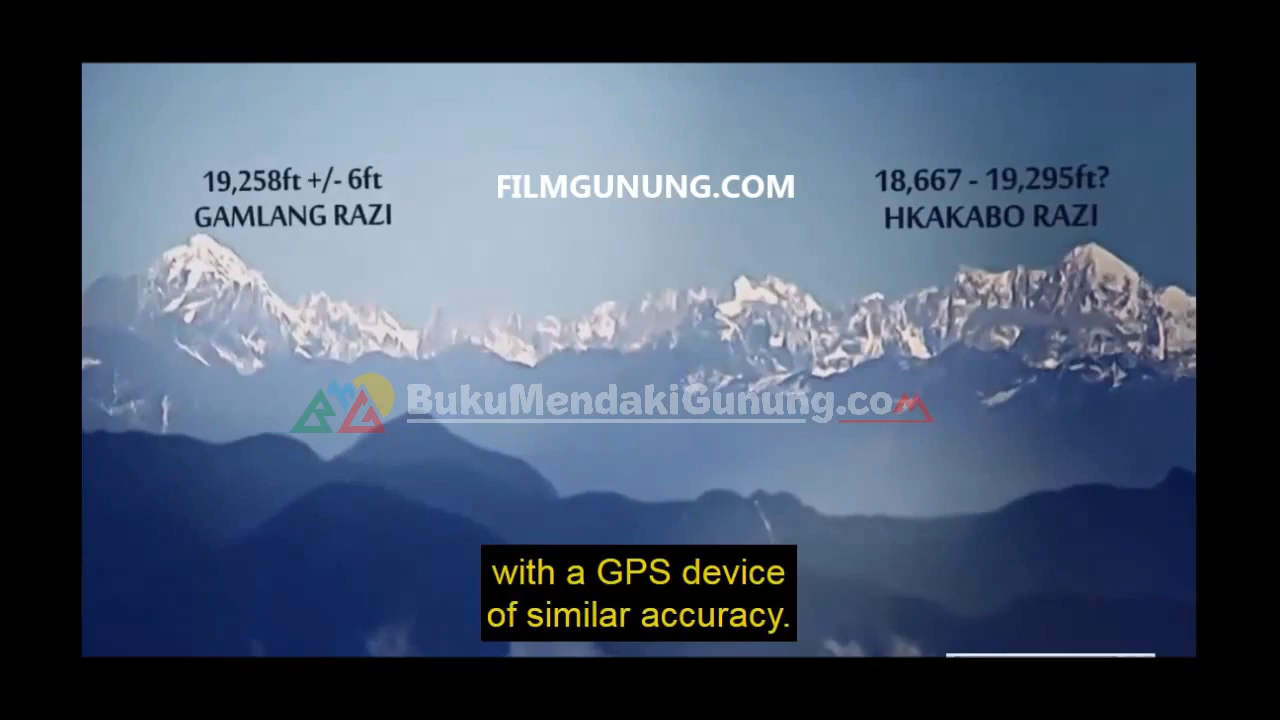 19,258ft +/- 6ft
GAMLANG RAZI
FILMGUNUNG.COM
18,667 - 19,295ft?
HKAKABO RAZI
BukuMendakiGunung.co
with a GPS device
of similar accuracy.